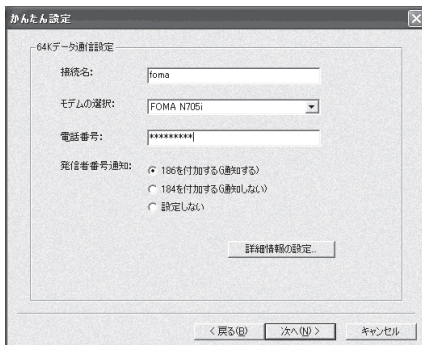 かんたん設定
64Kデータ通信設定
接続名: foma
モデムの選択: FOMA N705i
電話番号: *********
発信者番号通知: 186を付加する(通知する)
184を付加する(通知しない)
設定しない
詳細情報の設定...
< 戻る(B) 次へ(N) > キャンセル